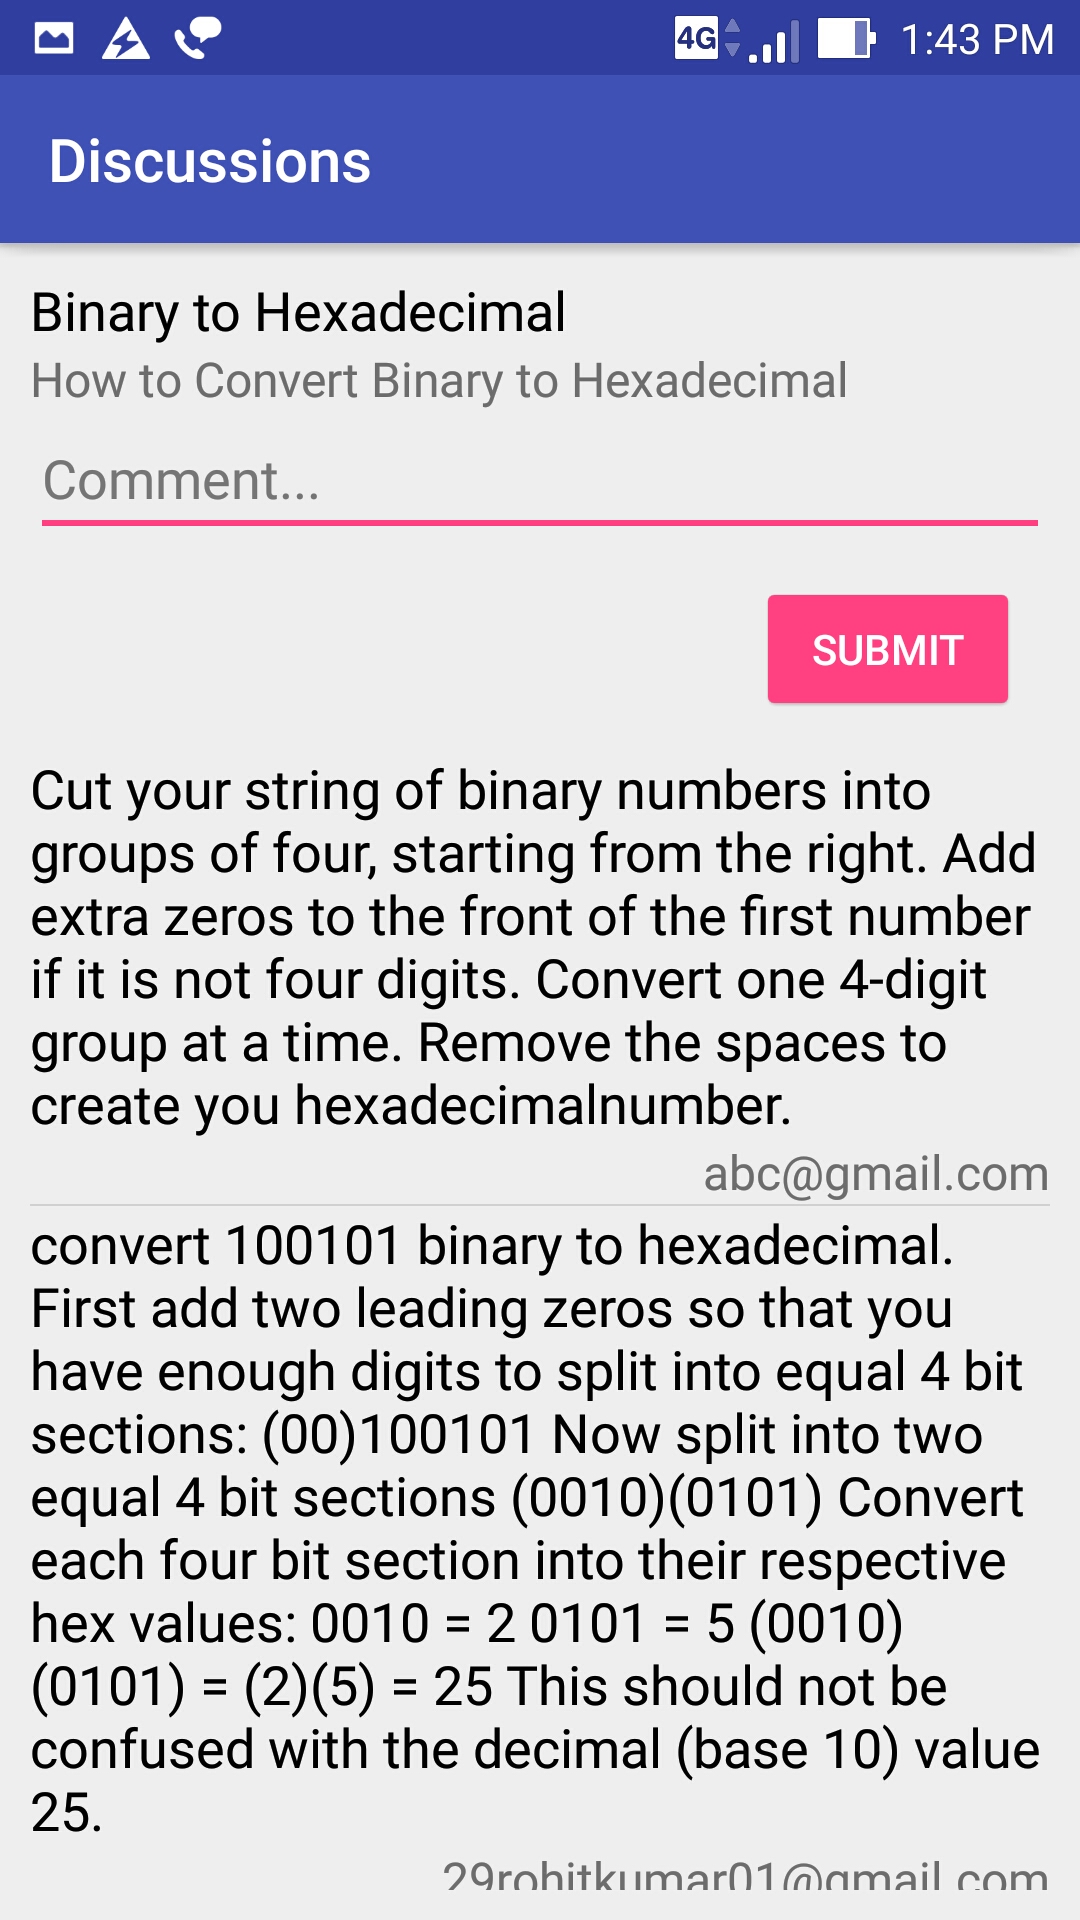 4G 1:43 PM
Discussions
Binary to Hexadecimal
How to Convert Binary to Hexadecimal
Comment...
SUBMIT
Cut your string of binary numbers into
groups of four, starting from the right. Add
extra zeros to the front of the first number
if it is not four digits. Convert one 4-digit
group at a time. Remove the spaces to
create you hexadecimalnumber.
abc@gmail.com
convert 100101 binary to hexadecimal.
First add two leading zeros so that you
have enough digits to split into equal 4 bit
sections: (00)100101 Now split into two
equal 4 bit sections (0010)(0101) Convert
each four bit section into their respective
hex values: 0010 = 2 0101 = 5 (0010)
(0101) = (2)(5) = 25 This should not be
confused with the decimal (base 10) value
25.
29rohitkumar01@gmail.com